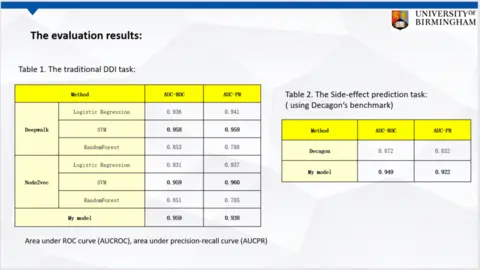 UNIVERSITY OF
BIRMINGHAM
The evaluation results:
Table 1. The traditional DDI task:
Method AUC-ROC AUC-PR
Deepwalk
Logistic Regression 0.936 0.941
SVM 0.958 0.959
RandomForest 0.853
Node2vec
Logistic Regression 0.931 0.937
SVM 0.959 0.960
RandomForest 0.851
My model 0.959 0.938
Area under ROC curve (AUCROC), area under precision-recall curve (AUCPR)
Table 2. The Side-effect prediction task:
( using Decagon's benchmark)
Method AUC-ROC AUC-PR
Decagon 0.872 0.832
My model 0.949 0.922